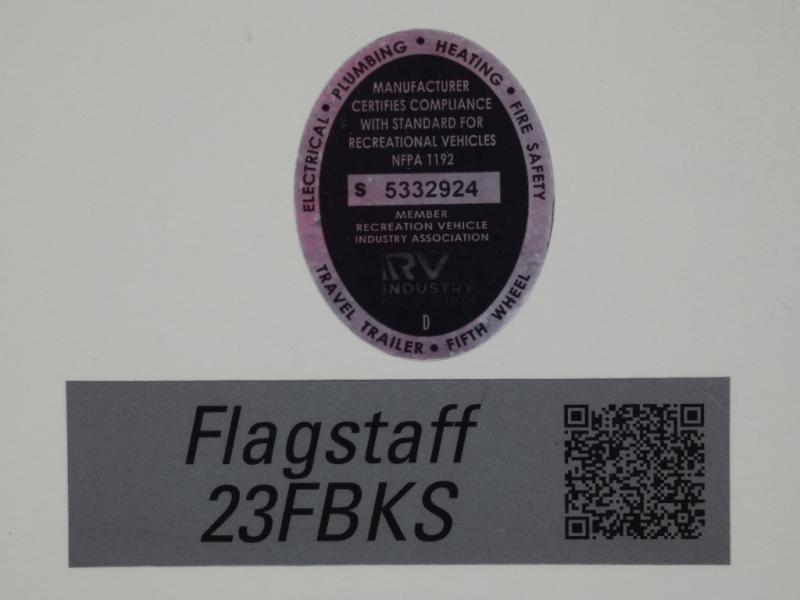 ELECTRICAL • PLUMBING • HEATING • FIRE SAFETY
MANUFACTURER
CERTIFIES COMPLIANCE
WITH STANDARD FOR
RECREATIONAL VEHICLES
NFPA 1192
S 5332924
MEMBER
RECREATION VEHICLE
INDUSTRY ASSOCIATION
RV
INDUSTRY
D
TRAVEL TRAILER • FIFTH WHEEL
Flagstaff
23FBKS